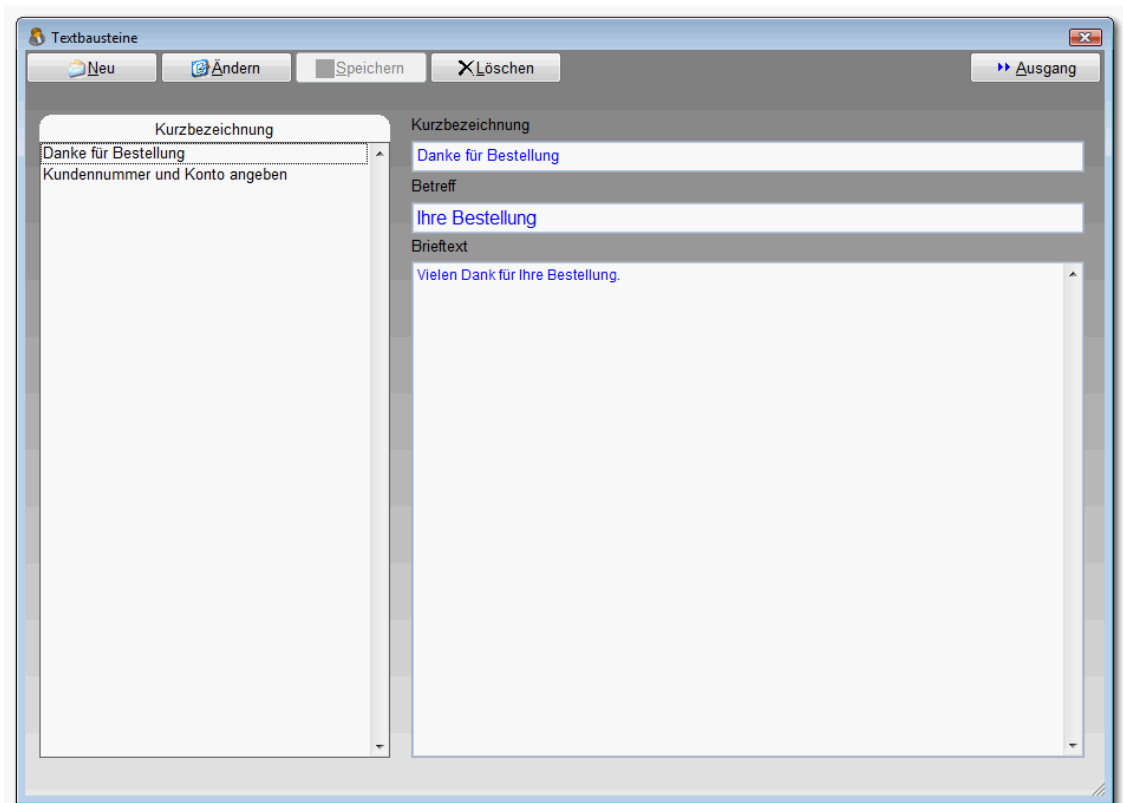 Textbausteine
Neu
Ändern
Speichern
Löschen
Ausgang
Kurzbezeichnung
Danke für Bestellung
Kundennummer und Konto angeben
Kurzbezeichnung
Danke für Bestellung
Betreff
Ihre Bestellung
Brieftext
Vielen Dank für Ihre Bestellung.